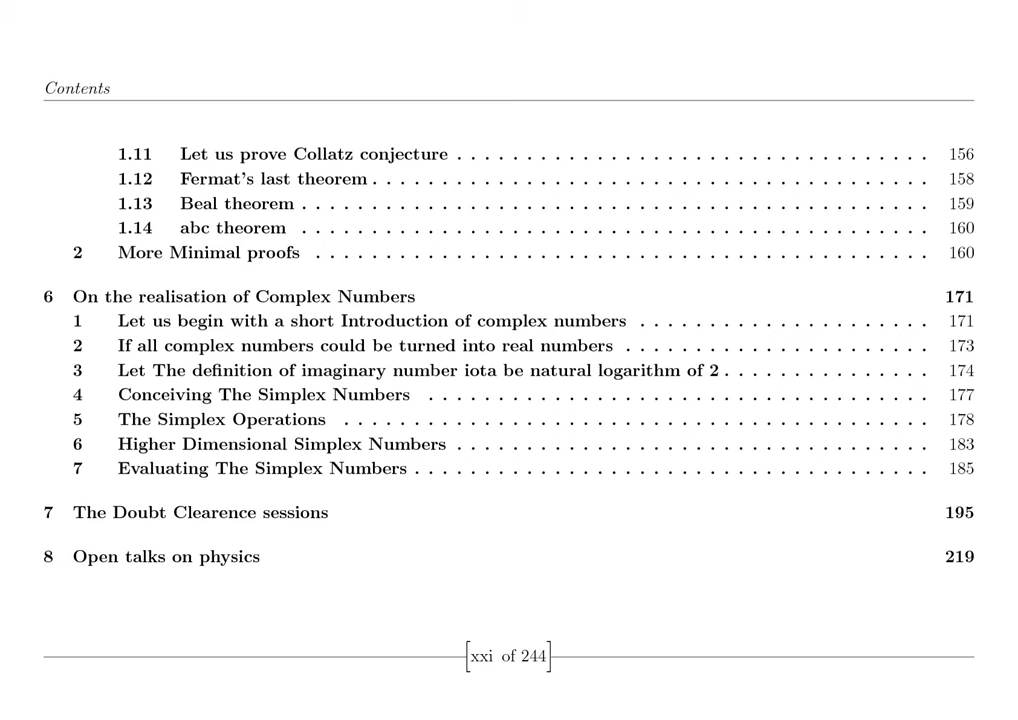 Contents
1.11 Let us prove Collatz conjecture . . . . . . . . . . . . . . . . . . . . . . . . . . . . . . . . . . 156
1.12 Fermat's last theorem . . . . . . . . . . . . . . . . . . . . . . . . . . . . . . . . . . . . . . . . 158
1.13 Beal theorem . . . . . . . . . . . . . . . . . . . . . . . . . . . . . . . . . . . . . . . . . . . . . 159
1.14 abc theorem . . . . . . . . . . . . . . . . . . . . . . . . . . . . . . . . . . . . . . . . . . . . . 160
2 More Minimal proofs . . . . . . . . . . . . . . . . . . . . . . . . . . . . . . . . . . . . . . . . . . . . 160
6 On the realisation of Complex Numbers 171
1 Let us begin with a short Introduction of complex numbers . . . . . . . . . . . . . . . . . . . . . 171
2 If all complex numbers could be turned into real numbers . . . . . . . . . . . . . . . . . . . . . . 173
3 Let The definition of imaginary number iota be natural logarithm of 2 . . . . . . . . . . . . . . . 174
4 Conceiving The Simplex Numbers . . . . . . . . . . . . . . . . . . . . . . . . . . . . . . . . . . . . 177
5 The Simplex Operations . . . . . . . . . . . . . . . . . . . . . . . . . . . . . . . . . . . . . . . . . . 178
6 Higher Dimensional Simplex Numbers . . . . . . . . . . . . . . . . . . . . . . . . . . . . . . . . . . 183
7 Evaluating The Simplex Numbers . . . . . . . . . . . . . . . . . . . . . . . . . . . . . . . . . . . . . 185
7 The Doubt Clearence sessions 195
8 Open talks on physics 219
[xxi of 244]